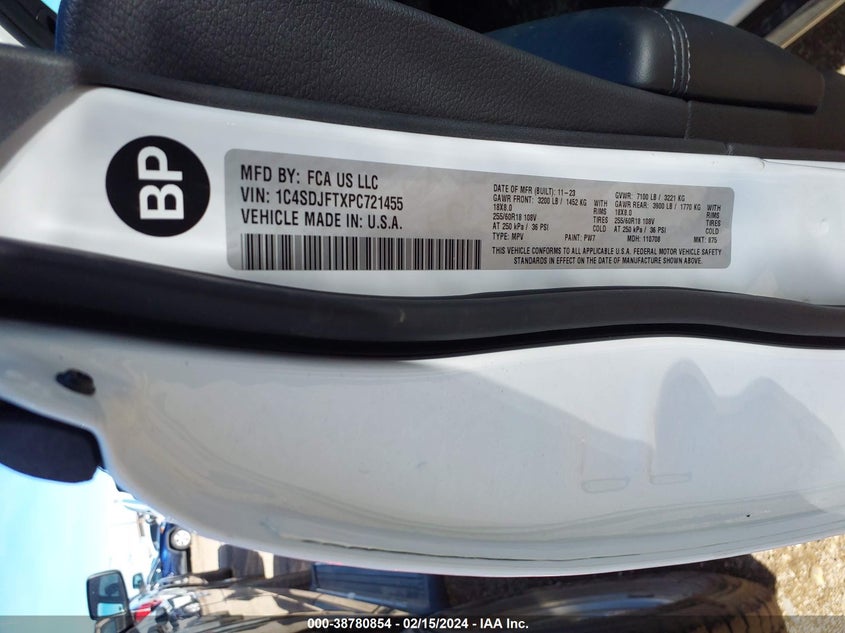 BP
MFD BY: FCA US LLC
VIN: 1C4SDJFTXPC721455
VEHICLE MADE IN: U.S.A.
DATE OF MFR (BUILT): 11-23 GVWR: 7100 LB / 3221 KG
GAWR FRONT: 3200 LB / 1452 KG WITH GAWR REAR: 3900 LB / 1770 KG WITH
18X8.0 RIMS 18X8.0 RIMS
255/60R18 108V TIRES 255/60R18 108V TIRES
AT 250 kPa / 36 PSI COLD AT 250 kPa / 36 PSI COLD
TYPE: MPV PAINT: PW7 MDH: 110708 MKT: 875
THIS VEHICLE CONFORMS TO ALL APPLICABLE U.S.A. FEDERAL MOTOR VEHICLE SAFETY
STANDARDS IN EFFECT ON THE DATE OF MANUFACTURE SHOWN ABOVE.
000-38780854 - 02/15/2024 - IAA Inc.